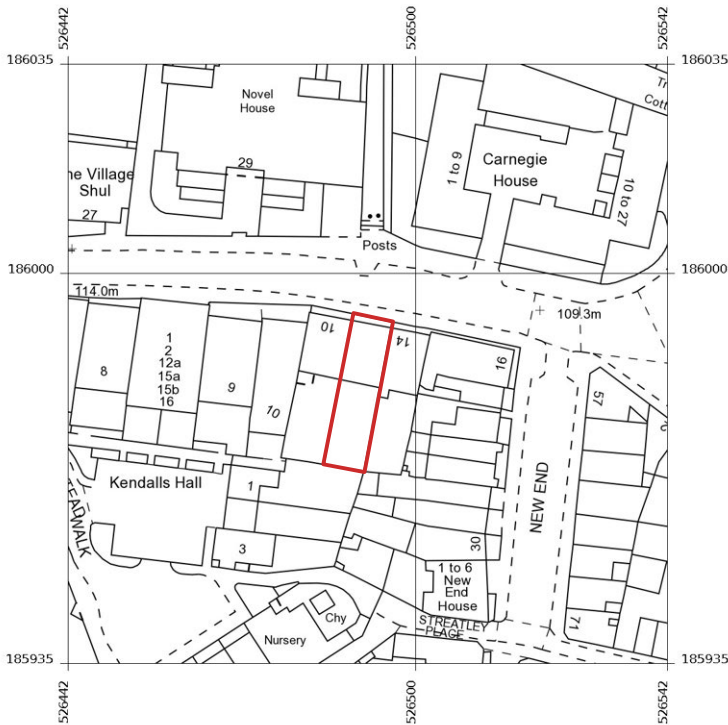 526442
526500
526542
186035
186035
Novel
House
Tr
Cott
29
1 to 9
Carnegie
House
10 to 27
he Village
Shul
27
Posts
186000
186000
114.0m
109.3m
10
14
16
1
2
12a
15a
15b
16
8
9
10
57
Kendalls Hall
1
NEW END
TEADWALK
3
30
1 to 6
New
End
House
71
Chy
Nursery
STREATLEY
PLACE
185935
185935
526442
526500
526542